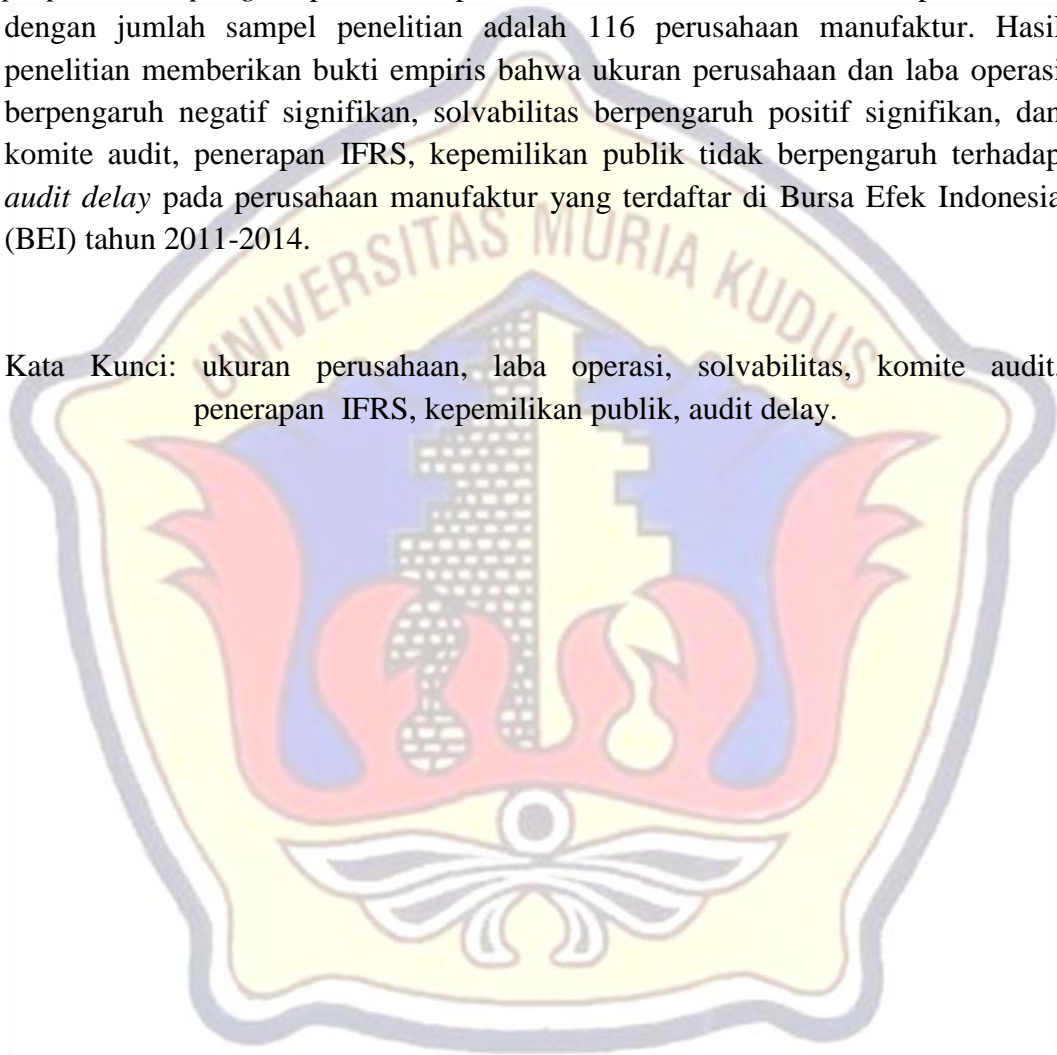 dengan jumlah sampel penelitian adalah 116 perusahaan manufaktur. Hasil
penelitian memberikan bukti empiris bahwa ukuran perusahaan dan laba operasi
berpengaruh negatif signifikan, solvabilitas berpengaruh positif signifikan, dan
komite audit, penerapan IFRS, kepemilikan publik tidak berpengaruh terhadap
audit delay pada perusahaan manufaktur yang terdaftar di Bursa Efek Indonesia
(BEI) tahun 2011-2014.
UNIVERSITAS MURIA KUDUS
Kata Kunci: ukuran perusahaan, laba operasi, solvabilitas, komite audit,
penerapan IFRS, kepemilikan publik, audit delay.